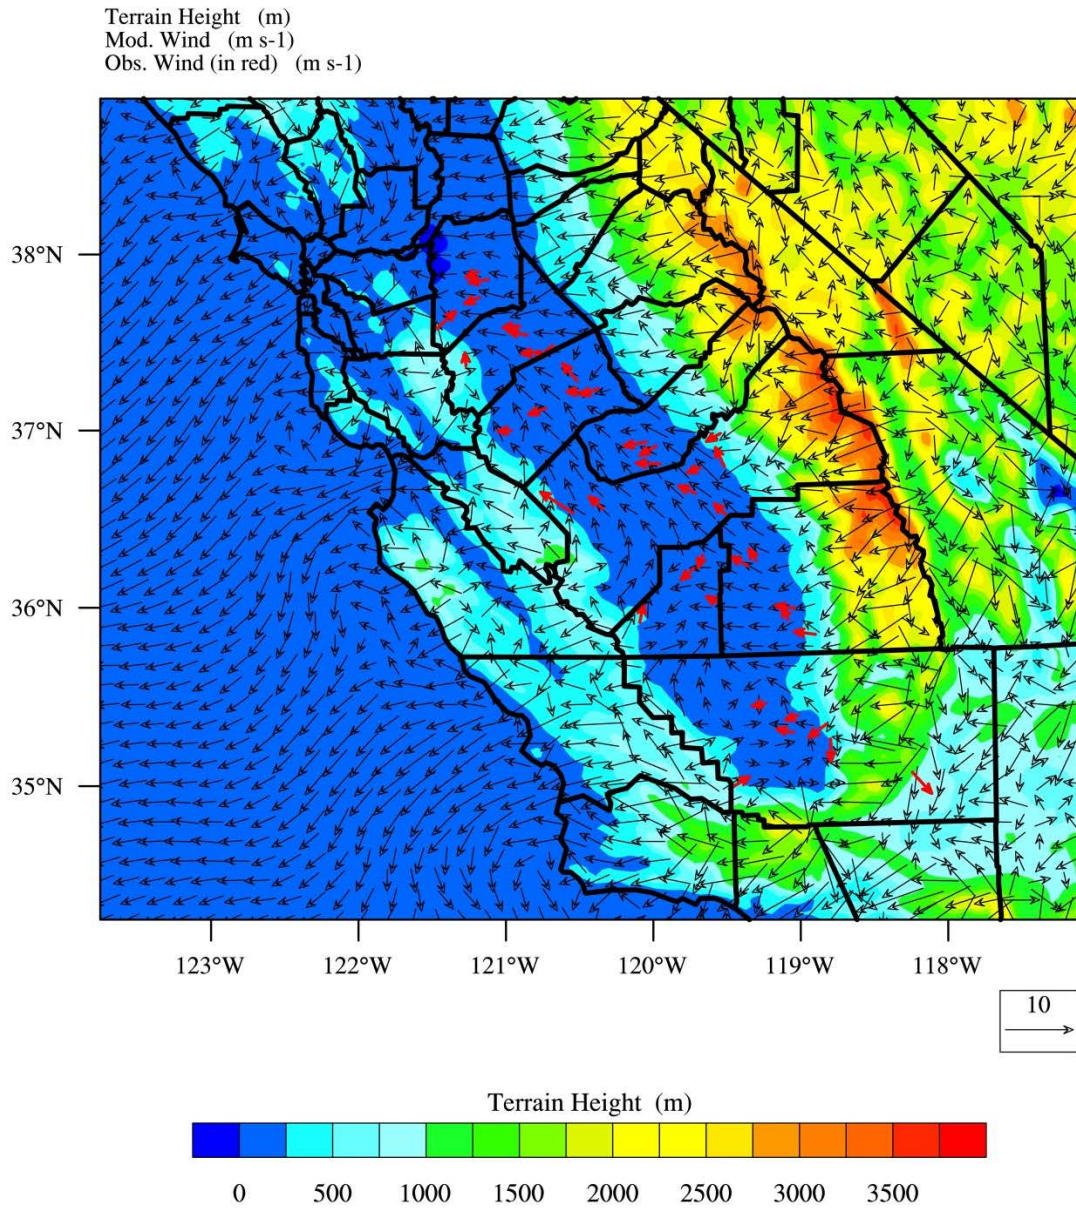 Terrain Height   (m)
Mod. Wind   (m s-1)
Obs. Wind (in red)   (m s-1)
38°N
37°N
36°N
35°N
123°W 122°W 121°W 120°W 119°W 118°W
10
Terrain Height  (m)
0 500 1000 1500 2000 2500 3000 3500